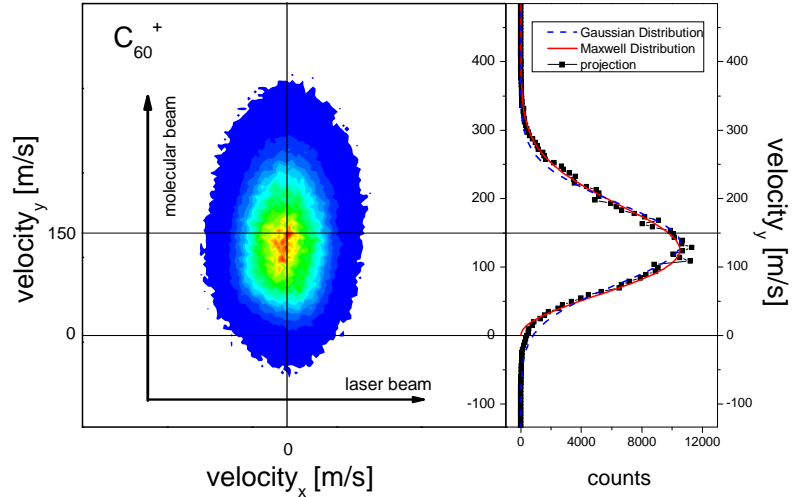 C60+
molecular beam
laser beam
velocityy [m/s]
150
0
0
velocityx [m/s]
Gaussian Distribution
Maxwell Distribution
projection
400
300
200
100
0
-100
400
300
200
100
0
-100
velocityy [m/s]
0 4000 8000 12000
counts